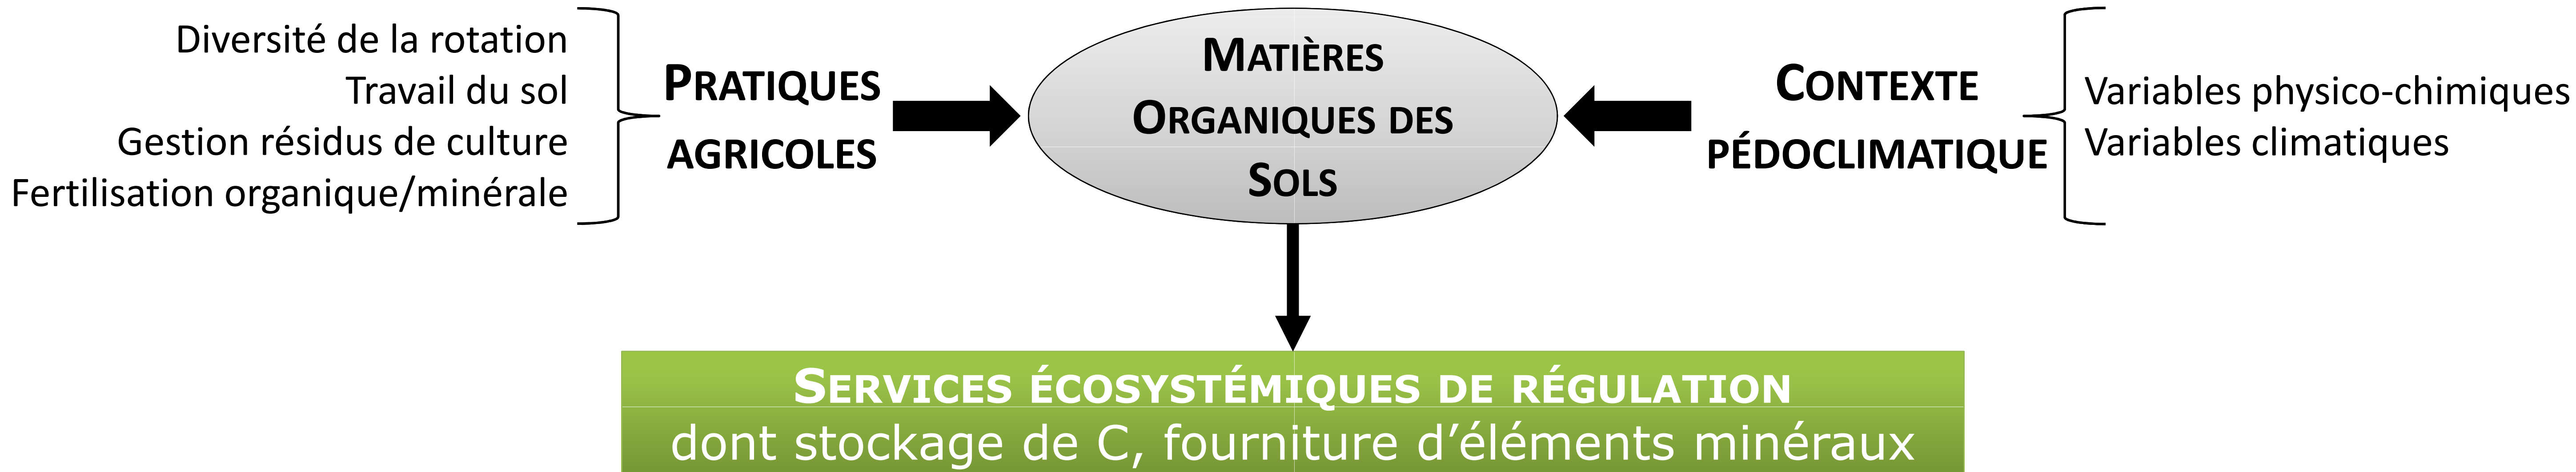 Diversité de la rotation
Travail du sol
Gestion résidus de culture
Fertilisation organique/minérale
PRATIQUES
AGRICOLES
MATIÈRES
ORGANIQUES DES
SOLS
CONTEXTE
PÉDOCLIMATIQUE
Variables physico-chimiques
Variables climatiques
SERVICES ÉCOSYSTÉMIQUES DE RÉGULATION
dont stockage de C, fourniture d’éléments minéraux